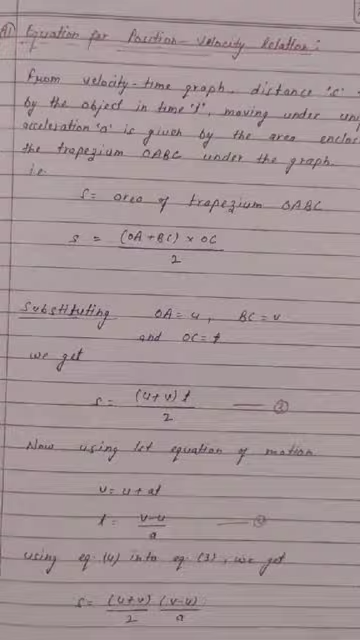 Equation for Position-Velocity Relation:
From velocity-time graph, distance 's'
by the object in time 't', moving under
acceleration 'a' is given by the area
the trapezium OABC under the graph.
i.e
S= area of trapezium OABC
s = (OA+BC) × OC / 2
Substituting OA = u, BC = v
and OC = t
we get
s = (u+v) t / 2 — (3)
Now using 1st equation of motion
v = u + at
t = v-u / a — (4)
using eq (4) into eq (3), we get
s = (u+v) / 2 (v-u) / a